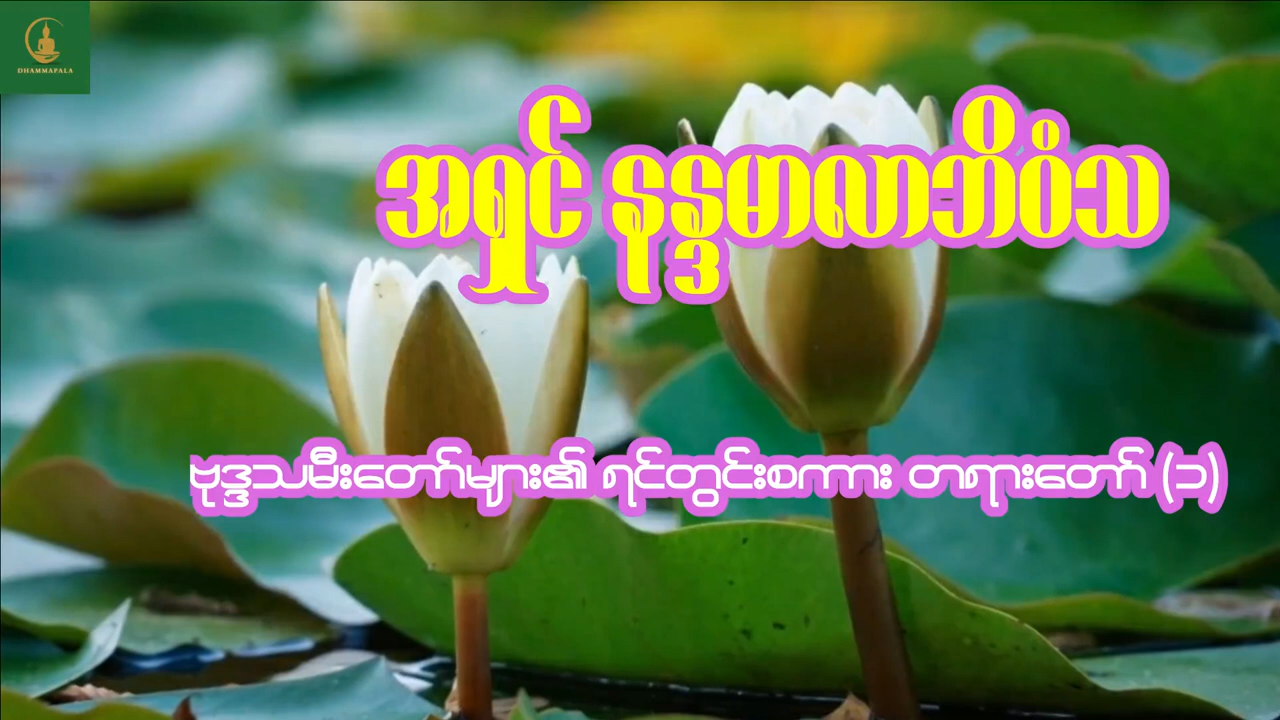 DHAMMAPALA
အရှင် နန္ဒမာလာဘိဝံသ
ဗုဒ္ဓသမီးတော်များ၏ ရင်တွင်းစကား တရားတော် (၁)